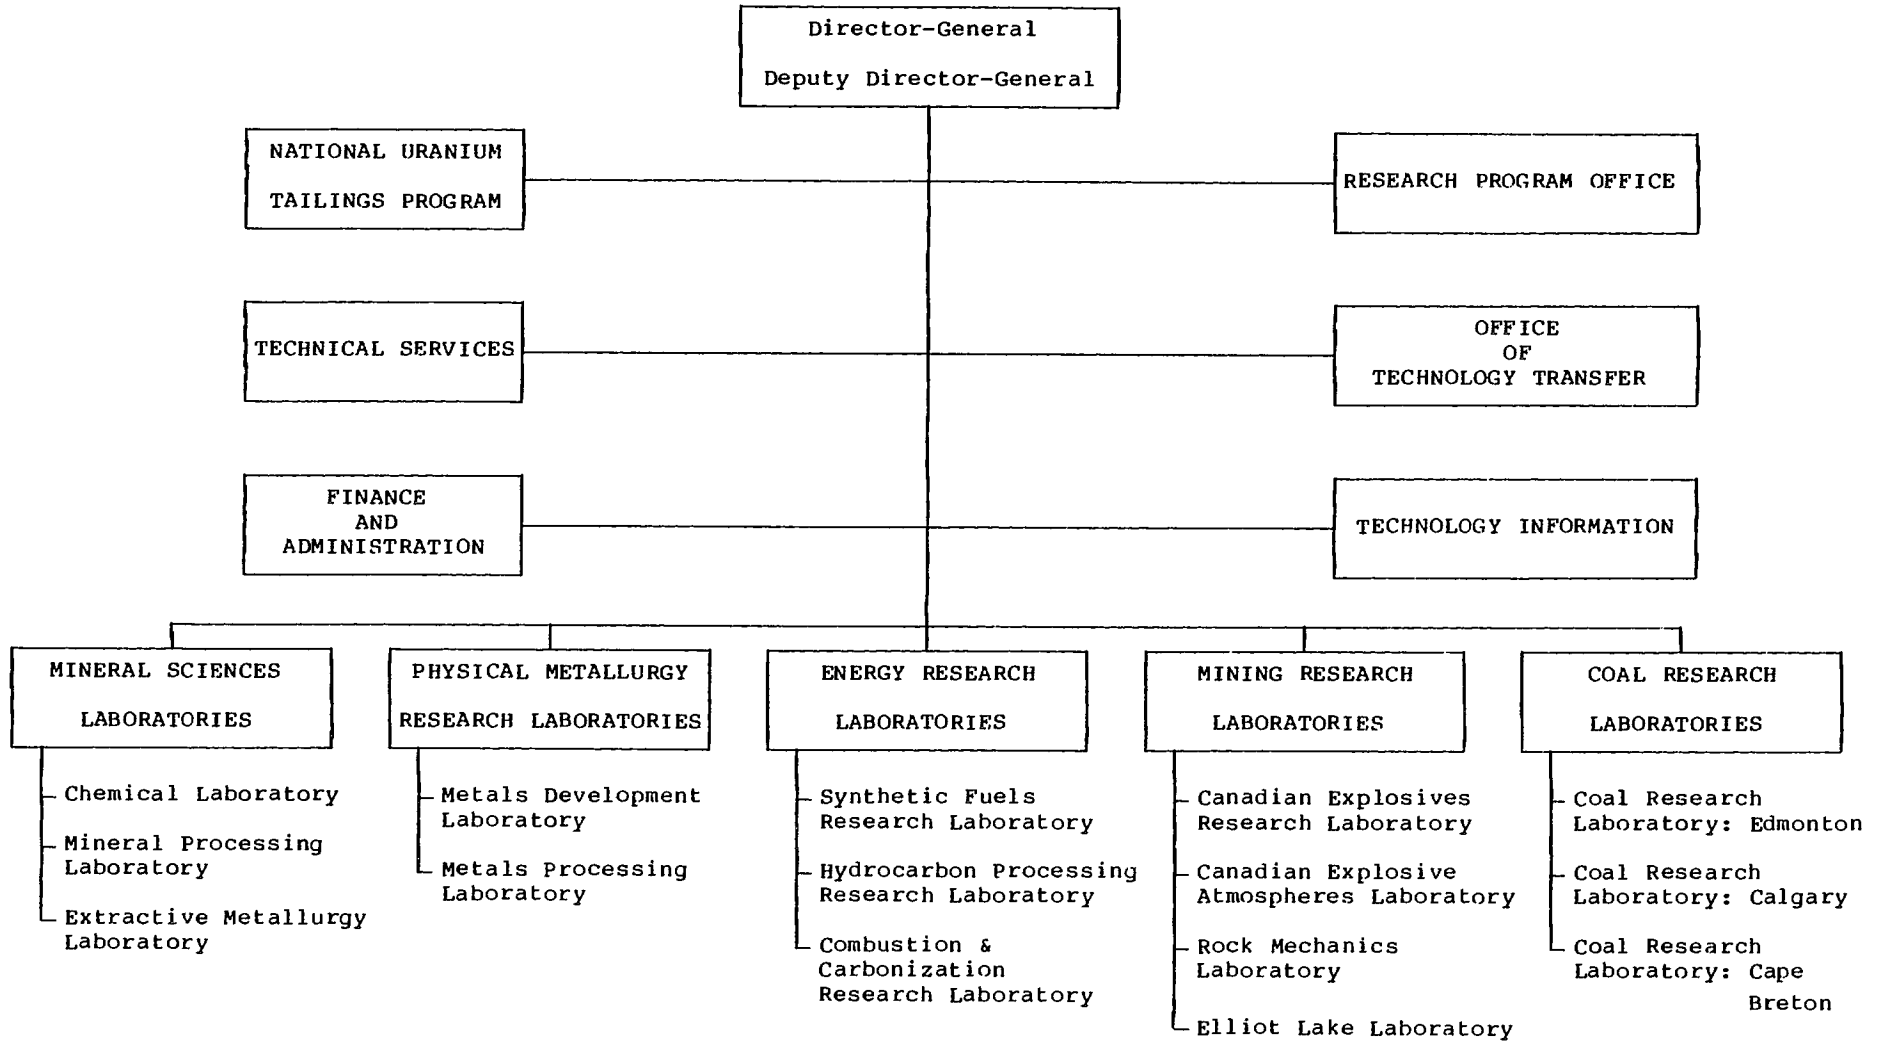 Director-General
Deputy Director-General
NATIONAL URANIUM
TAILINGS PROGRAM
RESEARCH PROGRAM OFFICE
TECHNICAL SERVICES
OFFICE
OF
TECHNOLOGY TRANSFER
FINANCE
AND
ADMINISTRATION
TECHNOLOGY INFORMATION
MINERAL SCIENCES
LABORATORIES
Chemical Laboratory
Mineral Processing
Laboratory
Extractive Metallurgy
Laboratory
PHYSICAL METALLURGY
RESEARCH LABORATORIES
Metals Development
Laboratory
Metals Processing
Laboratory
ENERGY RESEARCH
LABORATORIES
Synthetic Fuels
Research Laboratory
Hydrocarbon Processing
Research Laboratory
Combustion &
Carbonization
Research Laboratory
MINING RESEARCH
LABORATORIES
Canadian Explosives
Research Laboratory
Canadian Explosive
Atmospheres Laboratory
Rock Mechanics
Laboratory
Elliot Lake Laboratory
COAL RESEARCH
LABORATORIES
Coal Research
Laboratory: Edmonton
Coal Research
Laboratory: Calgary
Coal Research
Laboratory: Cape
Breton